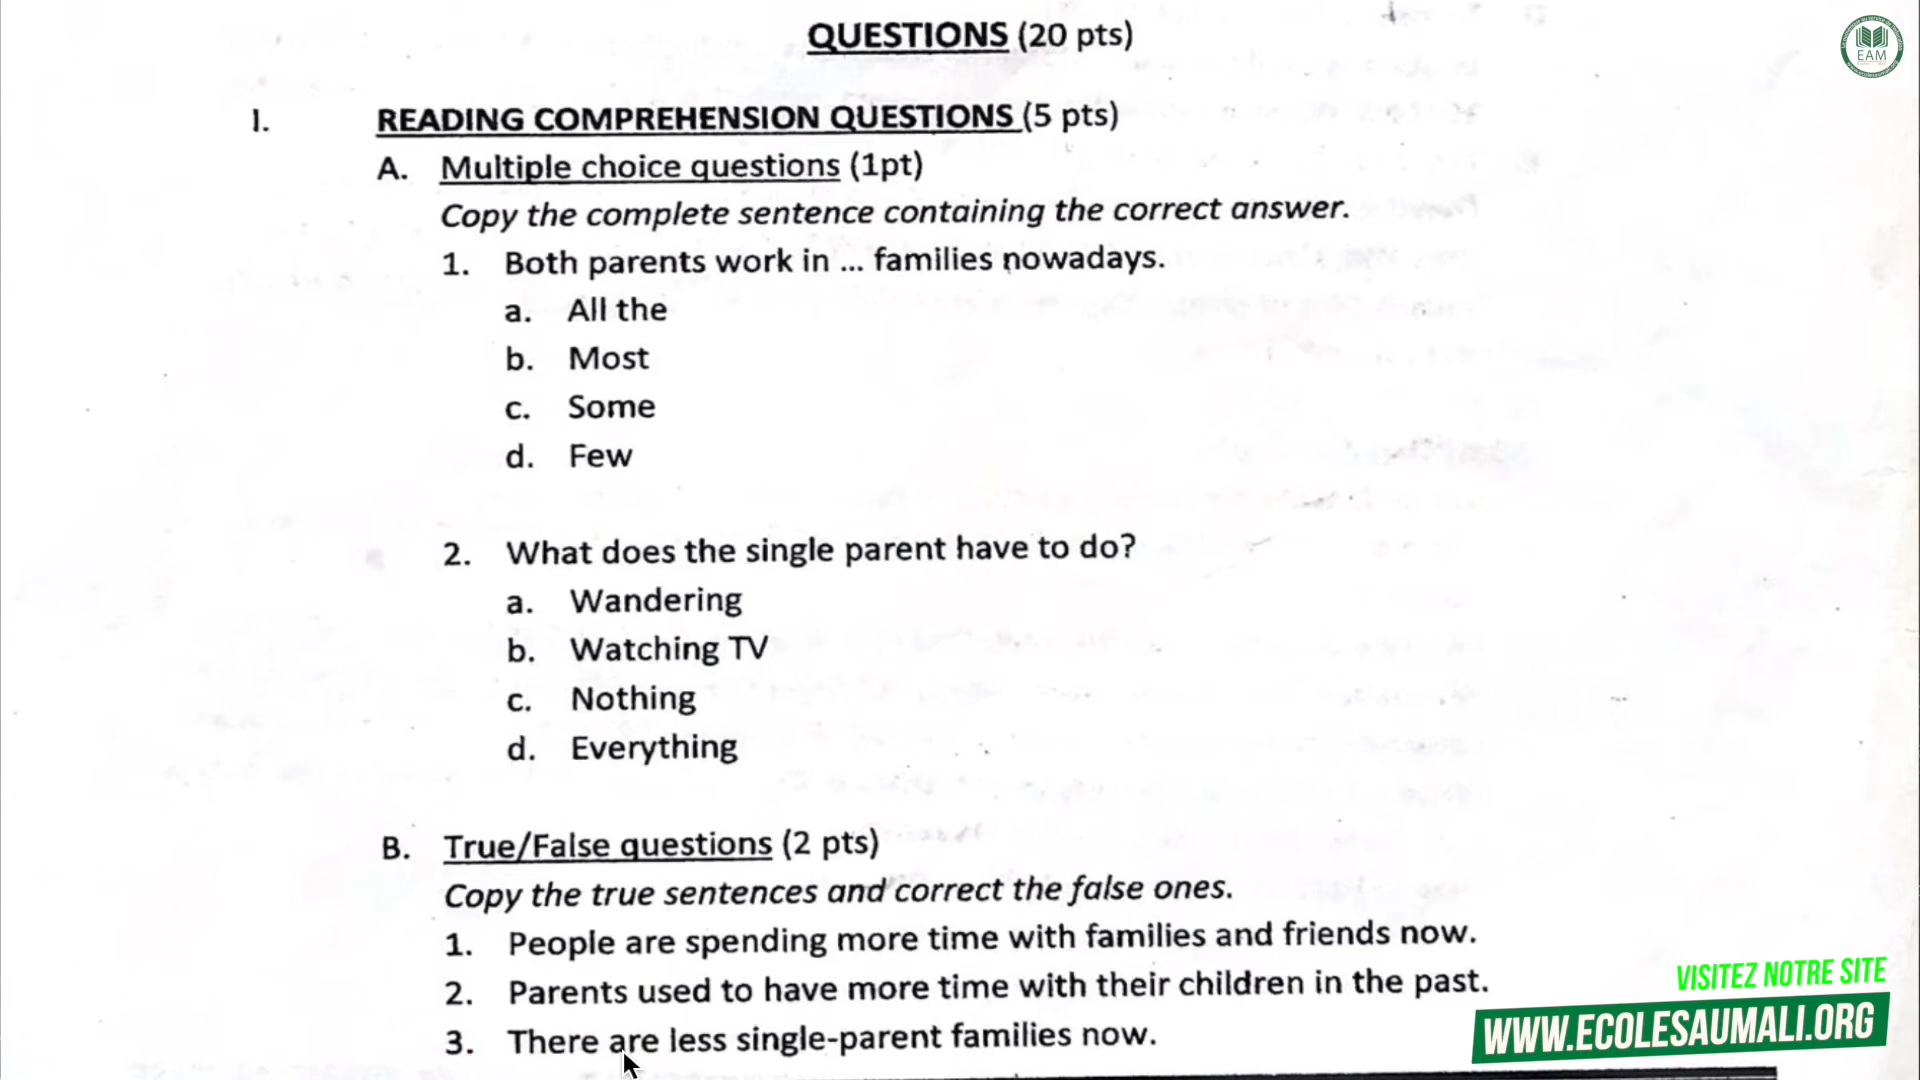 QUESTIONS (20 pts)
I. READING COMPREHENSION QUESTIONS (5 pts)
A. Multiple choice questions (1pt)
Copy the complete sentence containing the correct answer.
1. Both parents work in ... families nowadays.
a. All the
b. Most
c. Some
d. Few
2. What does the single parent have to do?
a. Wandering
b. Watching TV
c. Nothing
d. Everything
B. True/False questions (2 pts)
Copy the true sentences and correct the false ones.
1. People are spending more time with families and friends now.
2. Parents used to have more time with their children in the past.
3. There are less single-parent families now.
EAM
VISITEZ NOTRE SITE
WWW.ECOLESAUMALI.ORG